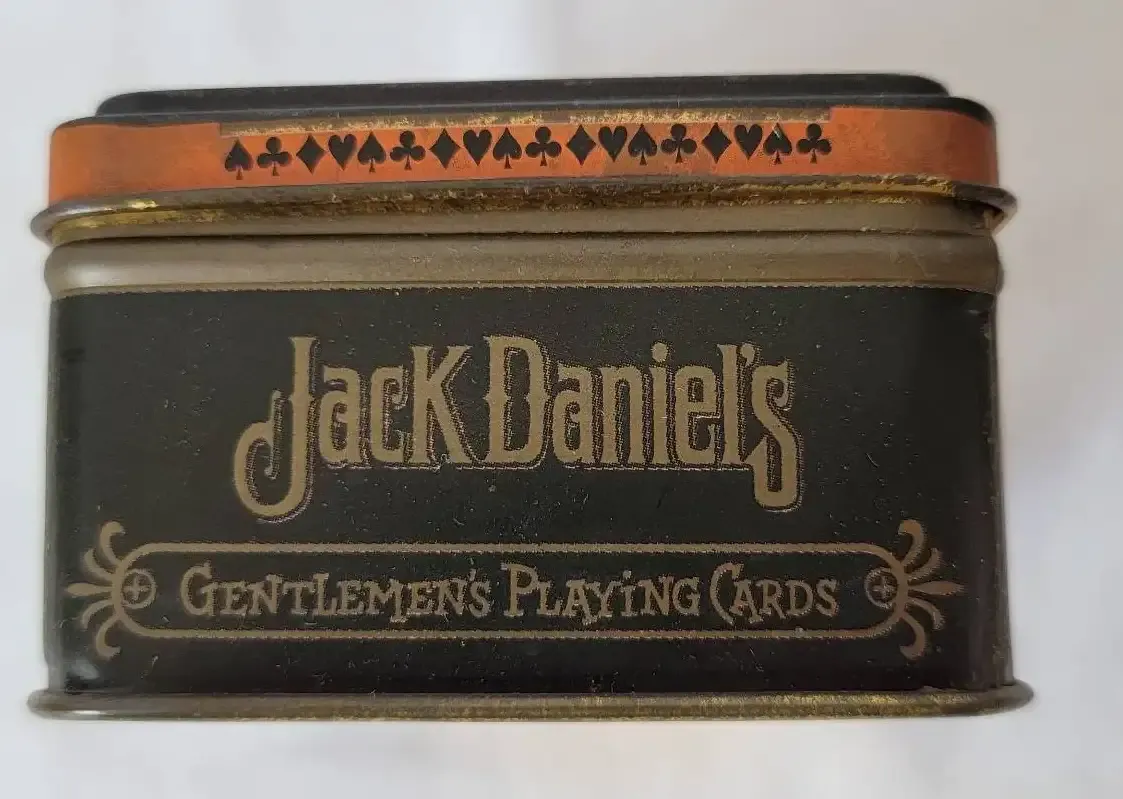 Jack Daniel's
GENTLEMEN'S PLAYING CARDS